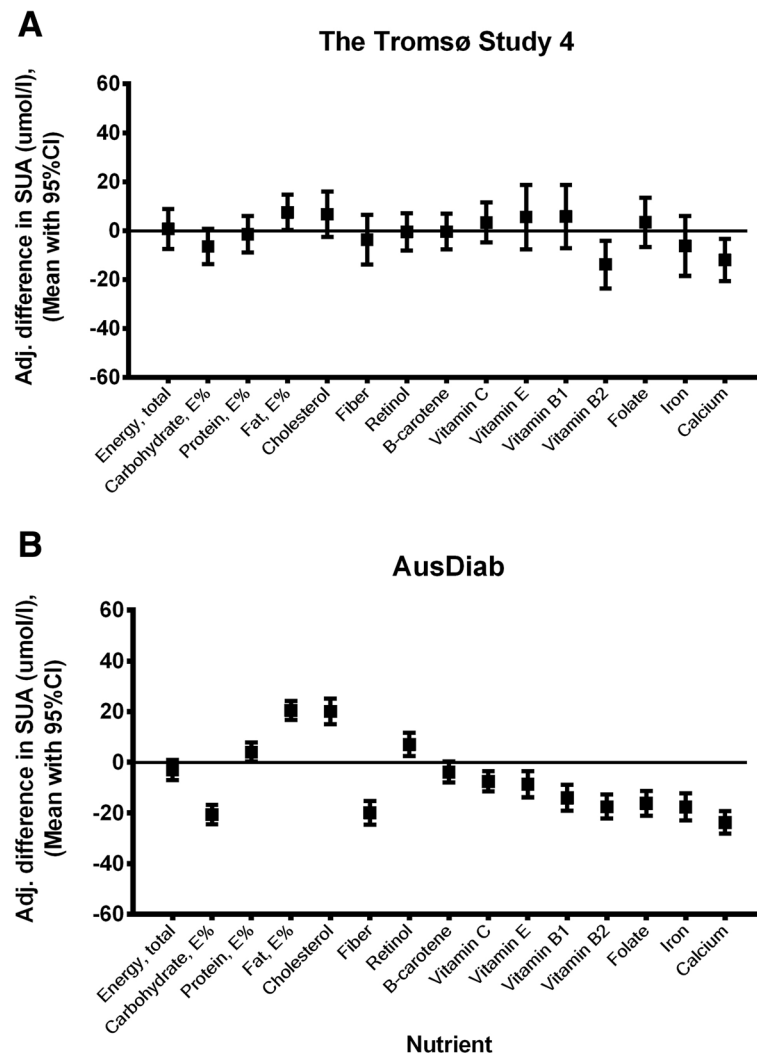 A
The Tromsø Study 4
Adj. difference in SUA (umol/l),
(Mean with 95%CI)
60
40
20
0
-20
-40
-60
Energy, total
Carbohydrate, E%
Protein, E%
Fat, E%
Cholesterol
Fiber
Retinol
B-carotene
Vitamin C
Vitamin E
Vitamin B1
Vitamin B2
Folate
Iron
Calcium
B
AusDiab
Adj. difference in SUA (umol/l),
(Mean with 95%CI)
60
40
20
0
-20
-40
-60
Energy, total
Carbohydrate, E%
Protein, E%
Fat, E%
Cholesterol
Fiber
Retinol
B-carotene
Vitamin C
Vitamin E
Vitamin B1
Vitamin B2
Folate
Iron
Calcium
Nutrient